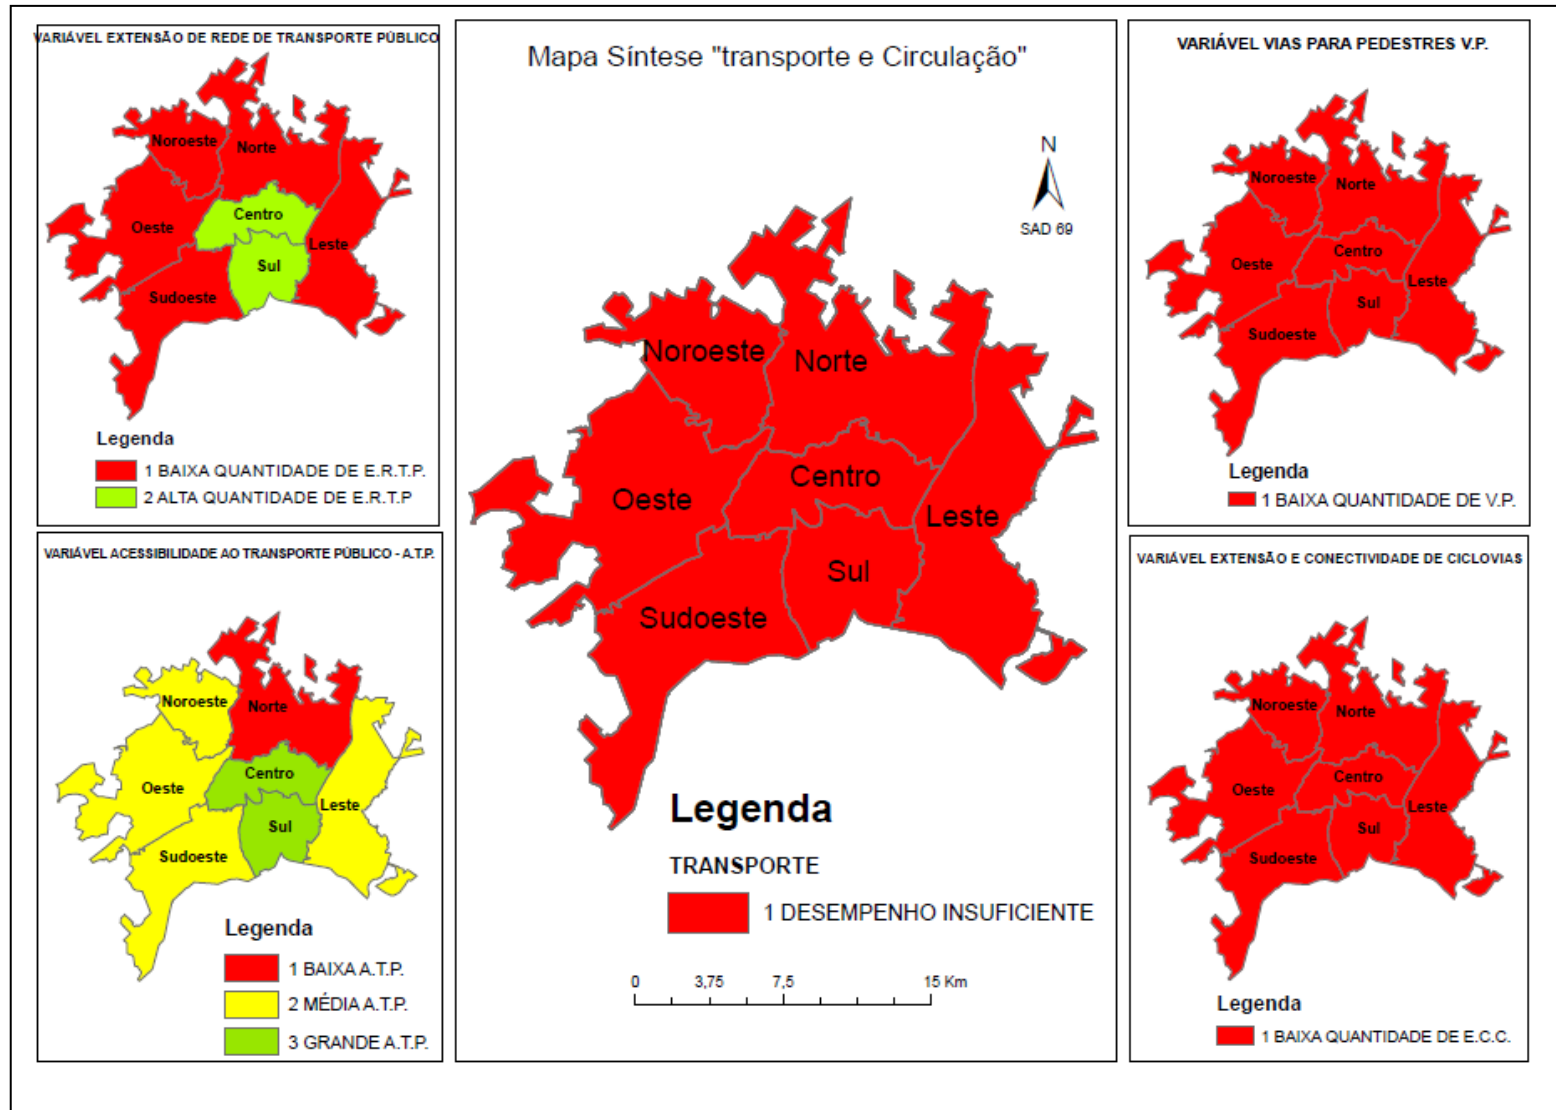 VARIÁVEL EXTENSÃO DE REDE DE TRANSPORTE PÚBLICO
Noroeste
Norte
Centro
Oeste
Leste
Sul
Sudoeste
Legenda
1 BAIXA QUANTIDADE DE E.R.T.P.
2 ALTA QUANTIDADE DE E.R.T.P
VARIÁVEL ACESSIBILIDADE AO TRANSPORTE PÚBLICO - A.T.P.
Noroeste
Norte
Centro
Oeste
Leste
Sul
Sudoeste
Legenda
1 BAIXA A.T.P.
2 MÉDIA A.T.P.
3 GRANDE A.T.P.
Mapa Síntese "transporte e Circulação"
N
SAD 69
Noroeste
Norte
Centro
Oeste
Leste
Sul
Sudoeste
Legenda
TRANSPORTE
1 DESEMPENHO INSUFICIENTE
0 3,75 7,5 15 Km
VARIÁVEL VIAS PARA PEDESTRES V.P.
Noroeste
Norte
Centro
Oeste
Leste
Sul
Sudoeste
Legenda
1 BAIXA QUANTIDADE DE V.P.
VARIÁVEL EXTENSÃO E CONECTIVIDADE DE CICLOVIAS
Noroeste
Norte
Centro
Oeste
Leste
Sul
Sudoeste
Legenda
1 BAIXA QUANTIDADE DE E.C.C.